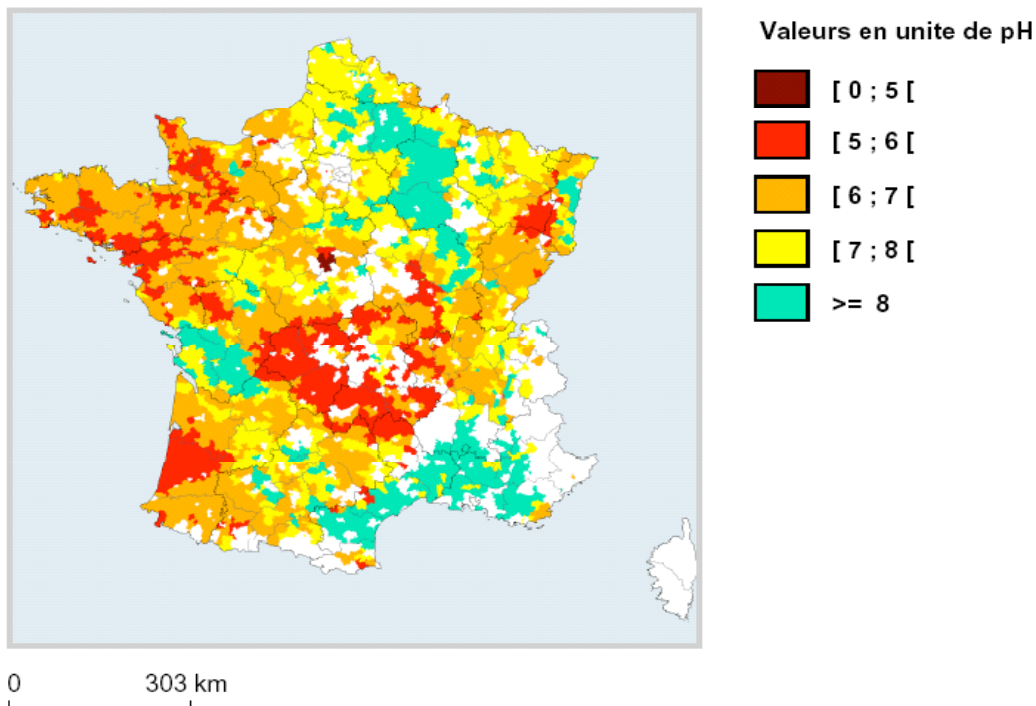 Valeurs en unite de pH
[ 0 ; 5 [
[ 5 ; 6 [
[ 6 ; 7 [
[ 7 ; 8 [
>= 8
0 303 km